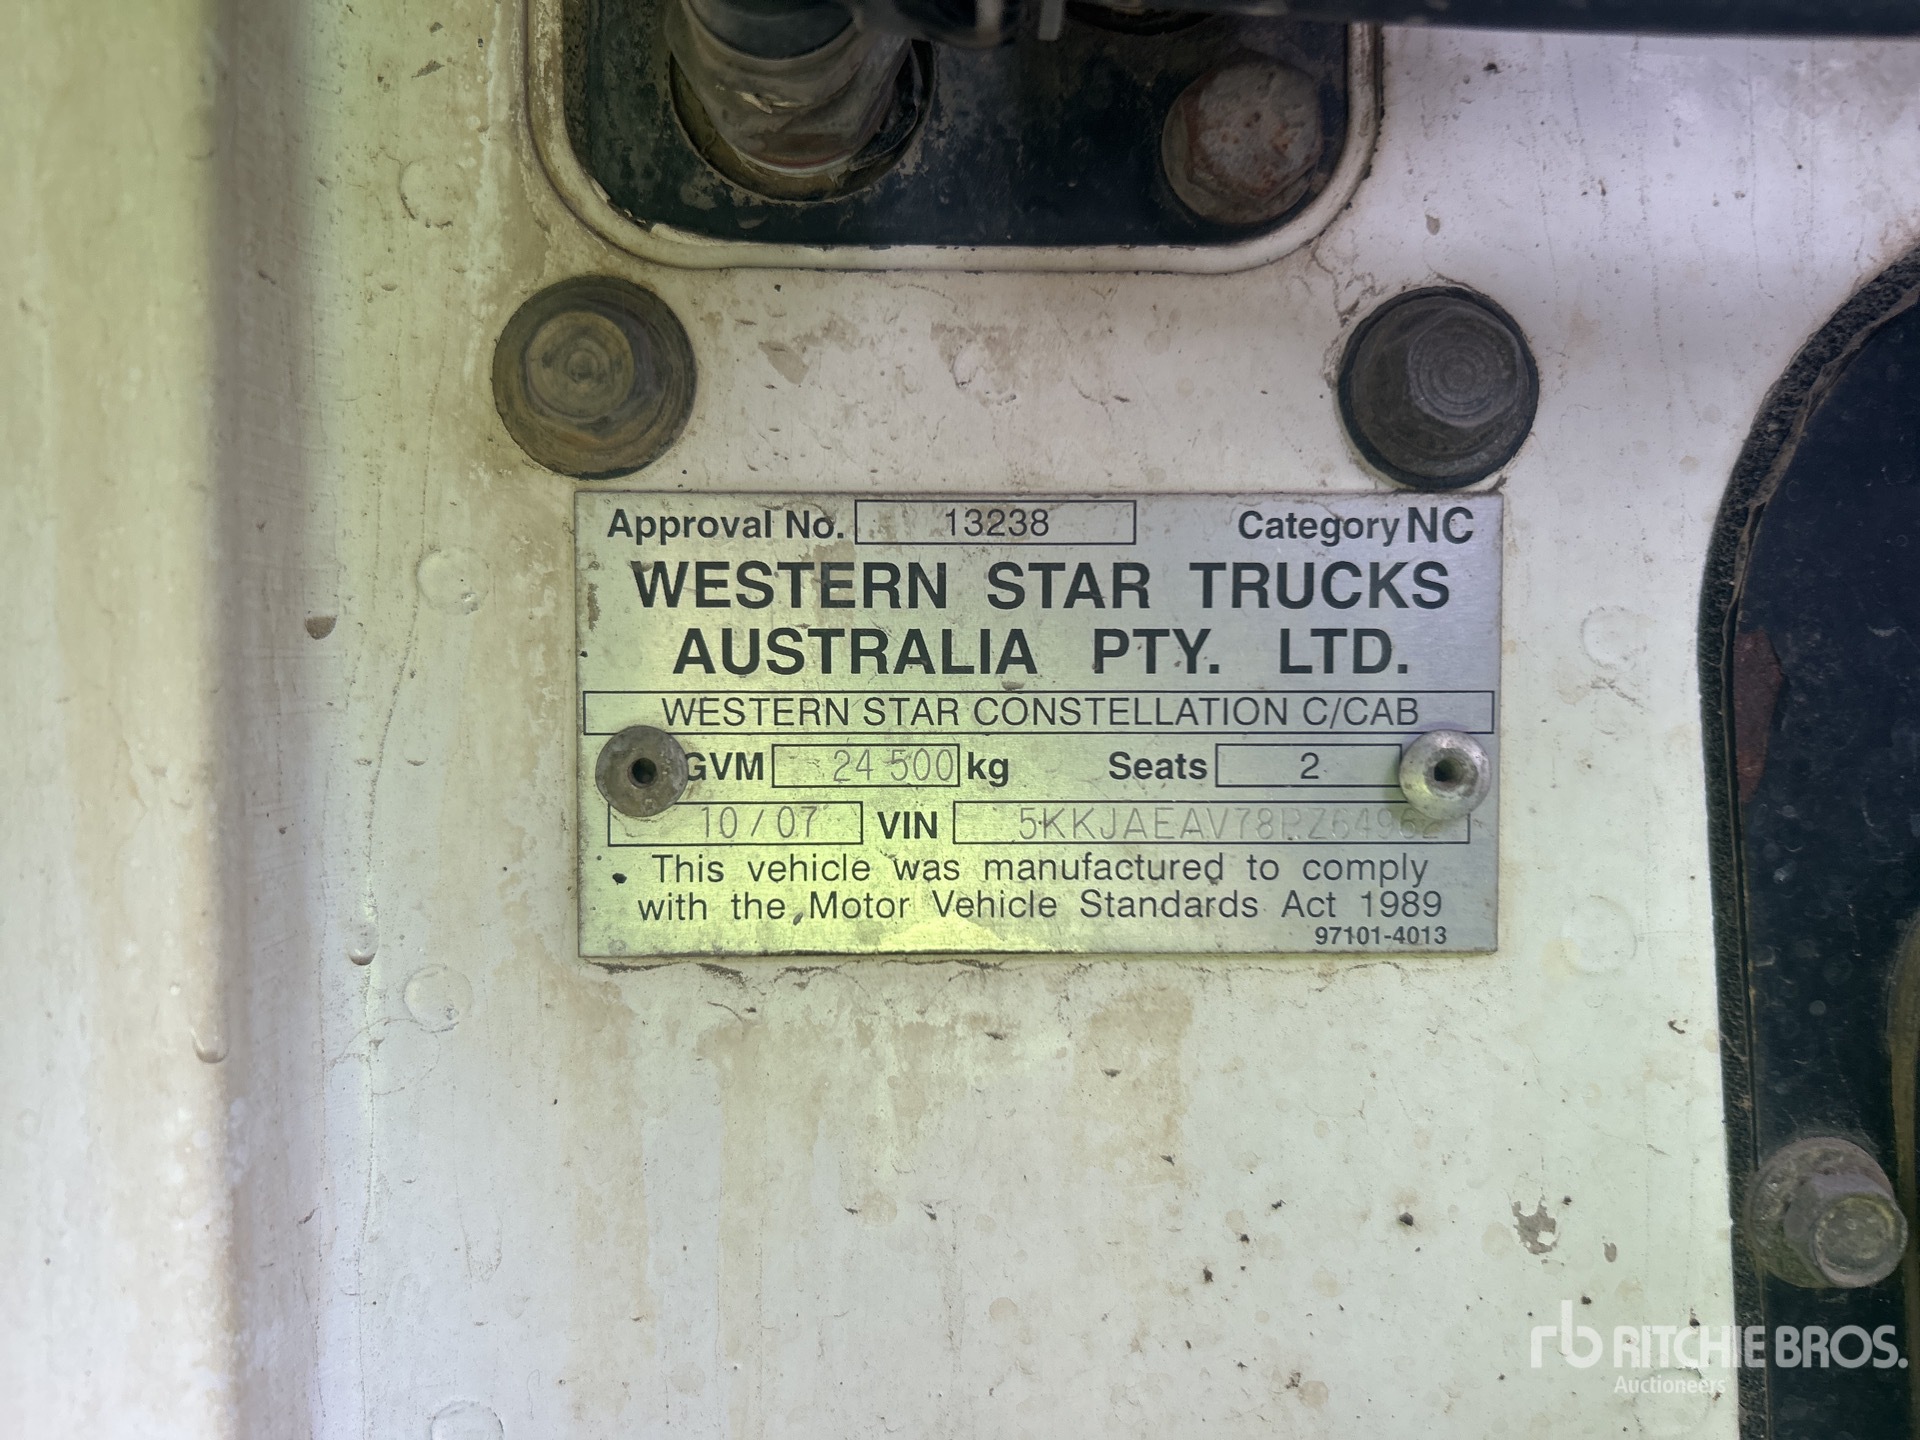 Approval No. 13238 Category NC
WESTERN STAR TRUCKS
AUSTRALIA PTY. LTD.
WESTERN STAR CONSTELLATION C/CAB
GVM 24 500 kg Seats 2
10/07 VIN
This vehicle was manufactured to comply
with the Motor Vehicle Standards Act 1989
97101-4013
rb RITCHIE BROS.
Auctioneers